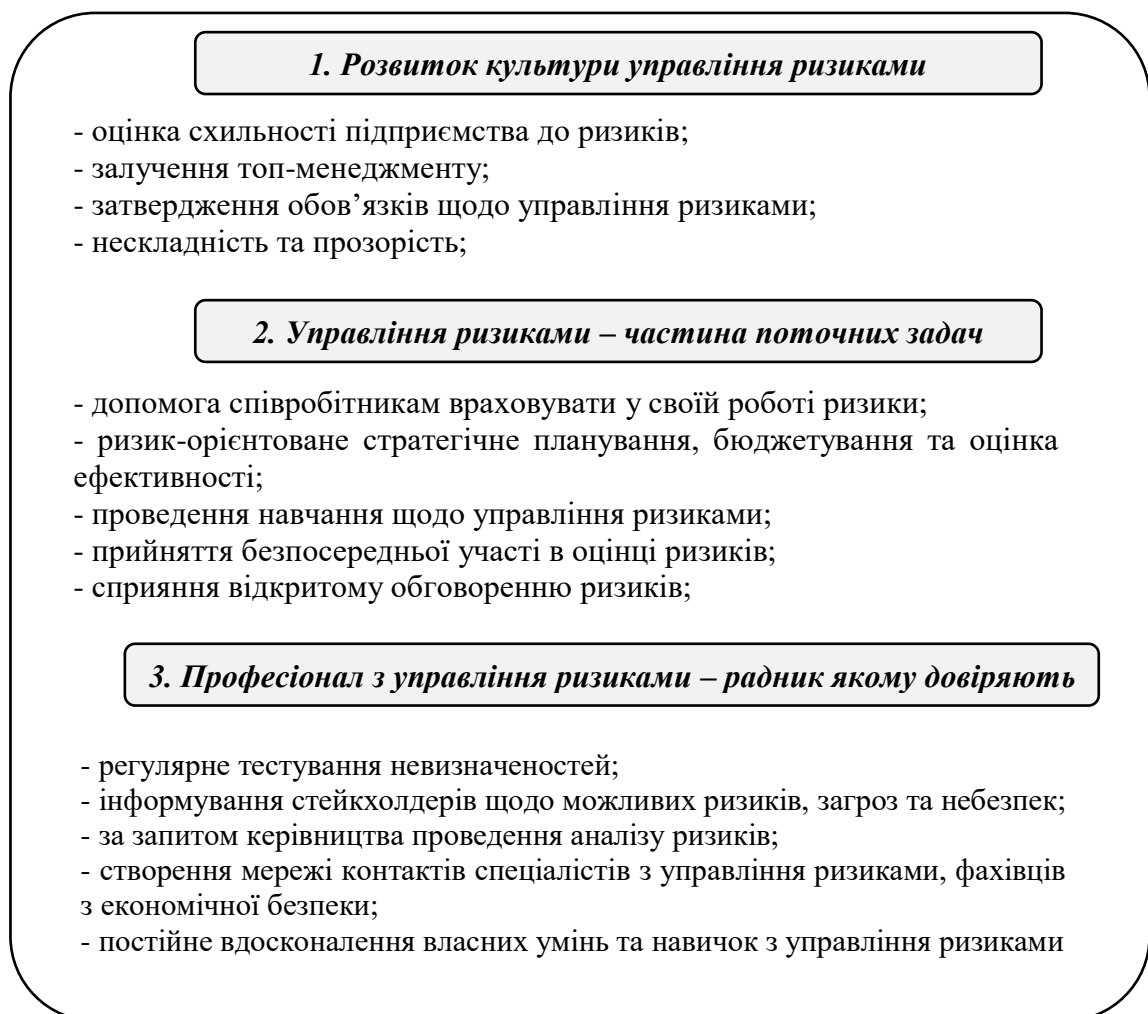 1. Розвиток культури управління ризиками
- оцінка схильності підприємства до ризиків;
- залучення топ-менеджменту;
- затвердження обов’язків щодо управління ризиками;
- нескладність та прозорість;
2. Управління ризиками – частина поточних задач
- допомога співробітникам враховувати у своїй роботі ризики;
- ризик-орієнтоване стратегічне планування, бюджетування та оцінка
ефективності;
- проведення навчання щодо управління ризиками;
- прийняття безпосередньої участі в оцінці ризиків;
- сприяння відкритому обговоренню ризиків;
3. Професіонал з управління ризиками – радник якому довіряють
- регулярне тестування невизначеностей;
- інформування стейкхолдерів щодо можливих ризиків, загроз та небезпек;
- за запитом керівництва проведення аналізу ризиків;
- створення мережі контактів спеціалістів з управління ризиками, фахівців
з економічної безпеки;
- постійне вдосконалення власних умінь та навичок з управління ризиками